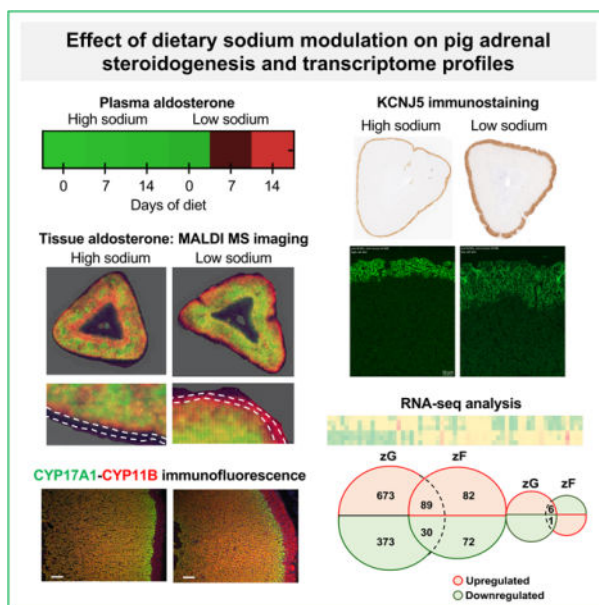 Effect of dietary sodium modulation on pig adrenal
steroidogenesis and transcriptome profiles
Plasma aldosterone
High sodium Low sodium
0 7 14 0 7 14
Days of diet
Tissue aldosterone: MALDI MS imaging
High sodium Low sodium
CYP17A1-CYP11B immunofluorescence
KCNJ5 immunostaining
High sodium Low sodium
RNA-seq analysis
zG zF zG zF
673 89 82 6
373 30 72 1
Upregulated
Downregulated